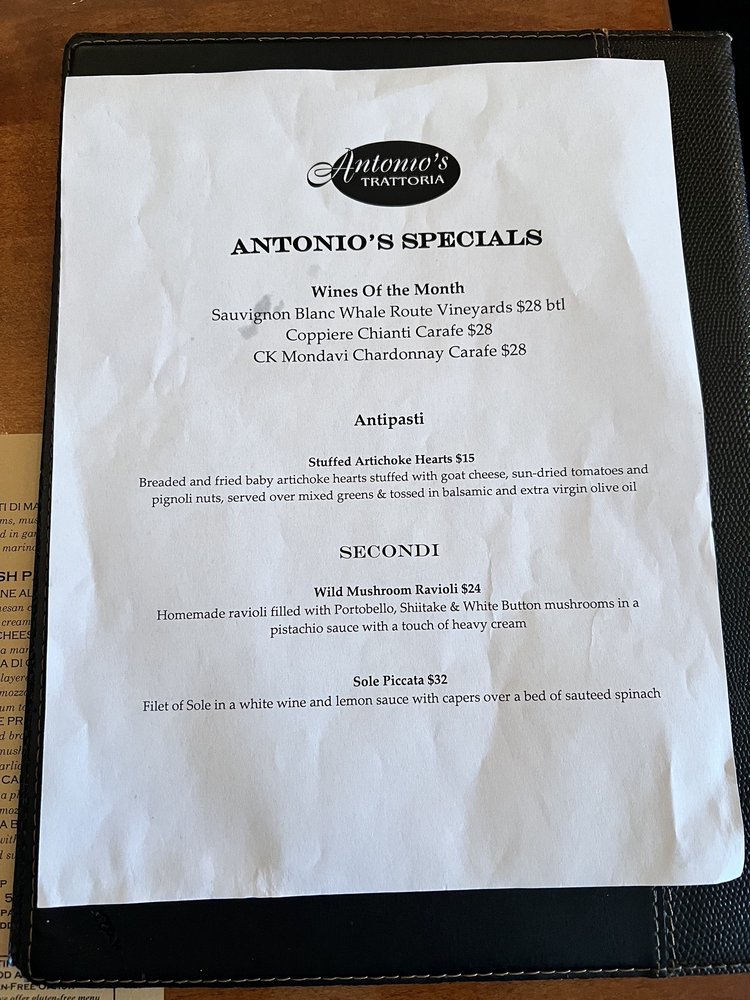 Antonio's
TRATTORIA
ANTONIO'S SPECIALS
Wines Of the Month
Sauvignon Blanc Whale Route Vineyards $28 btl
Coppiere Chianti Carafe $28
CK Mondavi Chardonnay Carafe $28
Antipasti
Stuffed Artichoke Hearts $15
Breaded and fried baby artichoke hearts stuffed with goat cheese, sun-dried tomatoes and
pignoli nuts, served over mixed greens & tossed in balsamic and extra virgin olive oil
SECONDI
Wild Mushroom Ravioli $24
Homemade ravioli filled with Portobello, Shiitake & White Button mushrooms in a
pistachio sauce with a touch of heavy cream
Sole Piccata $32
Filet of Sole in a white wine and lemon sauce with capers over a bed of sauteed spinach
offer gluten-free menu